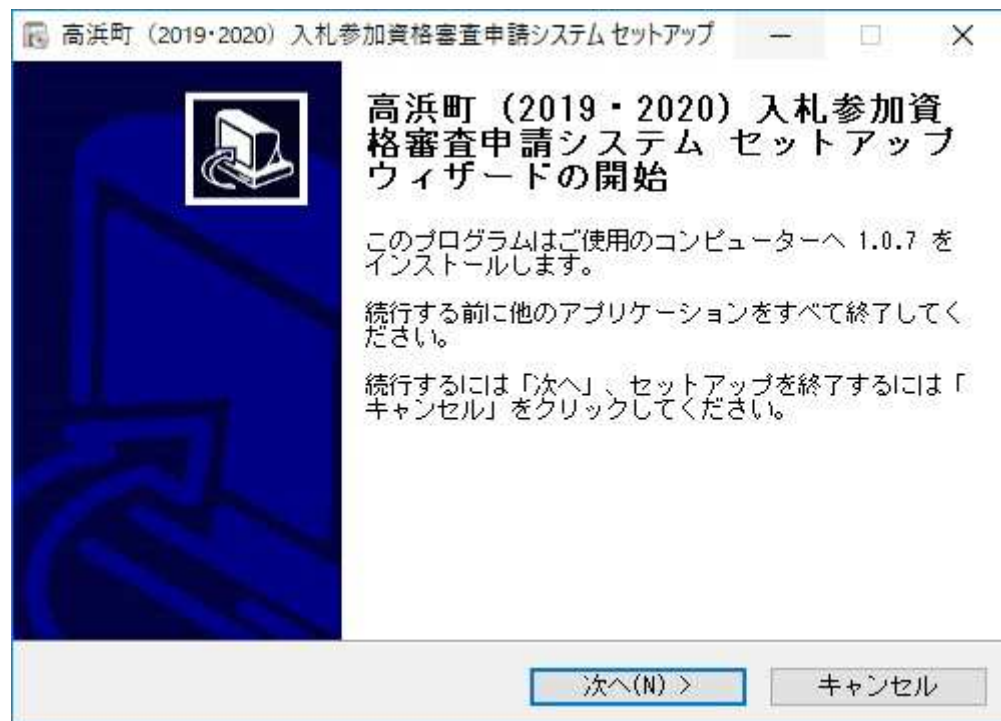 高浜町（2019･2020）入札参加資格審査申請システム セットアップ
高浜町（2019・2020）入札参加資
格審査申請システム セットアップ
ウィザードの開始
このプログラムはご使用のコンピューターへ 1.0.7 を
インストールします。
続行する前に他のアプリケーションをすべて終了してく
ださい。
続行するには「次へ」、セットアップを終了するには「
キャンセル」をクリックしてください。
次へ(N) >
キャンセル